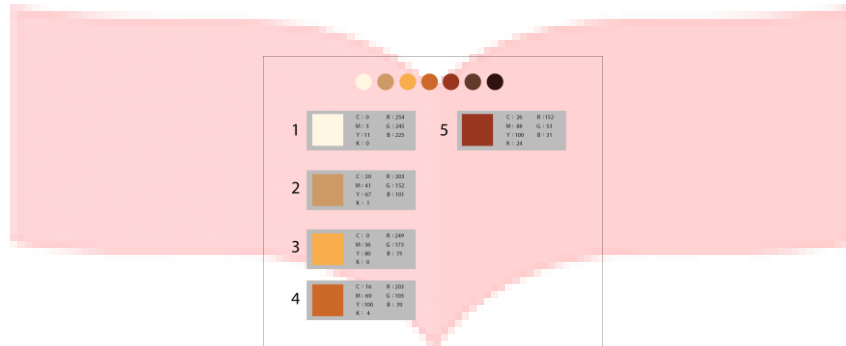 1
C : 0 R : 254
M : 3 G : 245
Y : 11 B : 225
K : 0
5
C : 26 R : 152
M : 88 G : 53
Y : 100 B : 31
K : 24
2
C : 20 R : 203
M : 41 G : 152
Y : 67 B : 101
K : 1
3
C : 0 R : 249
M : 36 G : 173
Y : 80 B : 75
K : 0
4
C : 16 R : 203
M : 69 G : 103
Y : 100 B : 39
K : 4